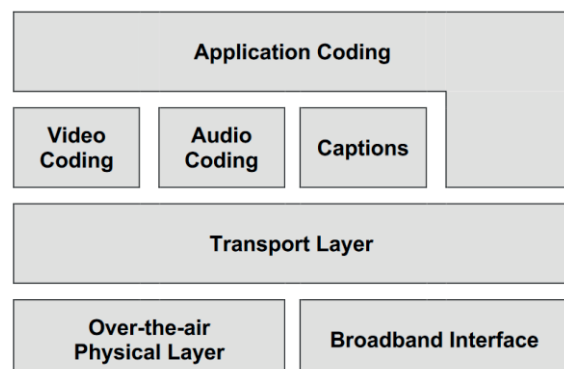 Application Coding
Video
Coding
Audio
Coding
Captions
Transport Layer
Over-the-air
Physical Layer
Broadband Interface